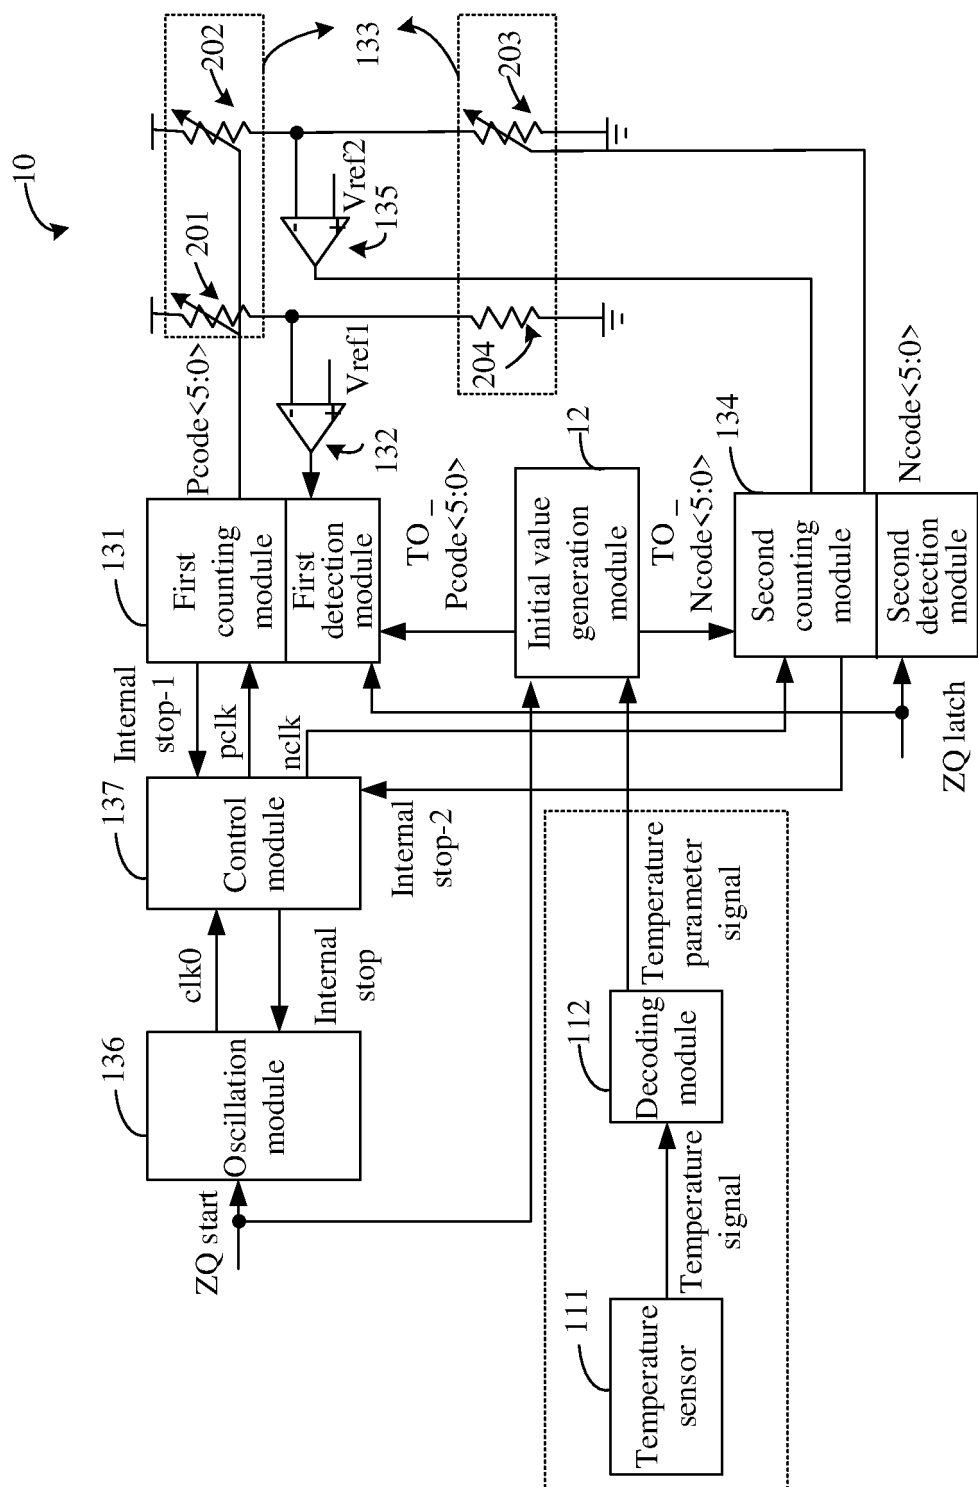 10
ZQ start
136
Oscillation
module
clk0
Internal
stop
137
Control
module
Internal
stop-1
pclk
nclk
Internal
stop-2
131
First
counting
module
First
detection
module
Pcode<5:0>
132
Vref1
201
202
133
135
Vref2
203
204
TO_
Pcode<5:0>
12
Initial value
generation
module
TO_
Ncode<5:0>
134
Second
counting
module
Second
detection
module
Ncode<5:0>
ZQ latch
111
Temperature
sensor
Temperature
signal
112
Decoding
module
Temperature
parameter
signal